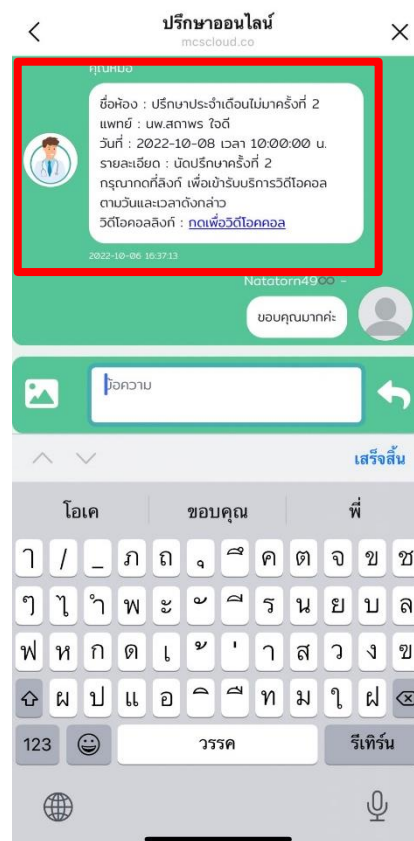 ปรึกษาออนไลน์
mcscloud.co
คุณหมอ
ชื่อห้อง : ปรึกษาประจำเดือนไม่มาครั้งที่ 2
แพทย์ : นพ.สถาพร ใจดี
วันที่ : 2022-10-08 เวลา 10:00:00 น.
รายละเอียด : นัดปรึกษาครั้งที่ 2
กรุณากดที่ลิงก์ เพื่อเข้ารับบริการวิดีโอคอล
ตามวันและเวลาดังกล่าว
วิดีโอคอลลิงก์ : กดเพื่อวิดีโอคคอล
2022-10-06 16:37:13
Natatorn49∞ ~
ขอบคุณมากค่ะ
ข้อความ
เสร็จสิ้น
โอเค ขอบคุณ พี่
ๅ / _ ภ ถ ุ ึ ค ต จ ข ช
ๆ ไ ำ พ ะ ั ี ร น ย บ ล
ฟ ห ก ด เ ้ ่ า ส ว ง ฃ
ผ ป แ อ ิ ื ท ม ใ ฝ
123 วรรค รีเทิร์น